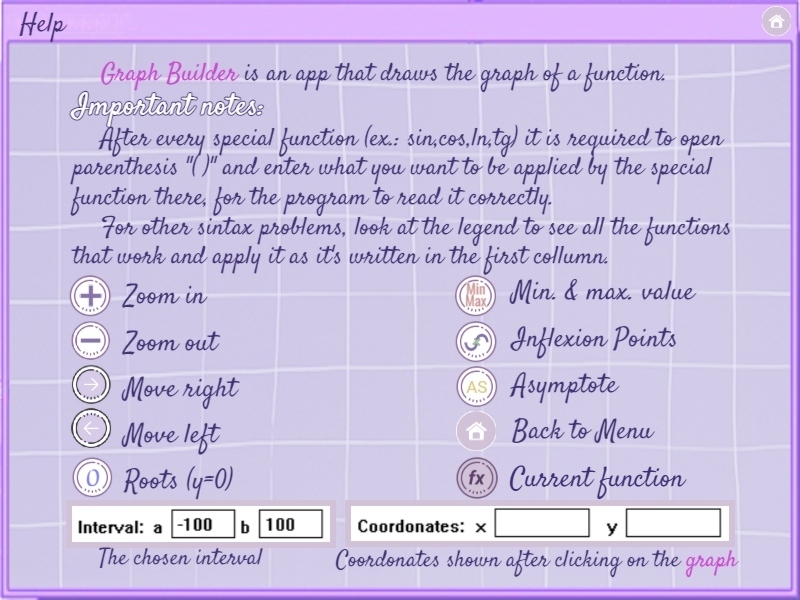 Help
Graph Builder is an app that draws the graph of a function.
Important notes:
After every special function (ex.: sin,cos,ln,tg) it is required to open
parenthesis "( )" and enter what you want to be applied by the special
function there, for the program to read it correctly.
For other sintax problems, look at the legend to see all the functions
that work and apply it as it's written in the first collumn.
Zoom in
Min Max Min. & max. value
Zoom out
Inflexion Points
Move right
AS Asymptote
Move left
Back to Menu
0 Roots (y=0)
fx Current function
Interval: a -100 b 100
Coordonates: x y
The chosen interval
Coordonates shown after clicking on the graph